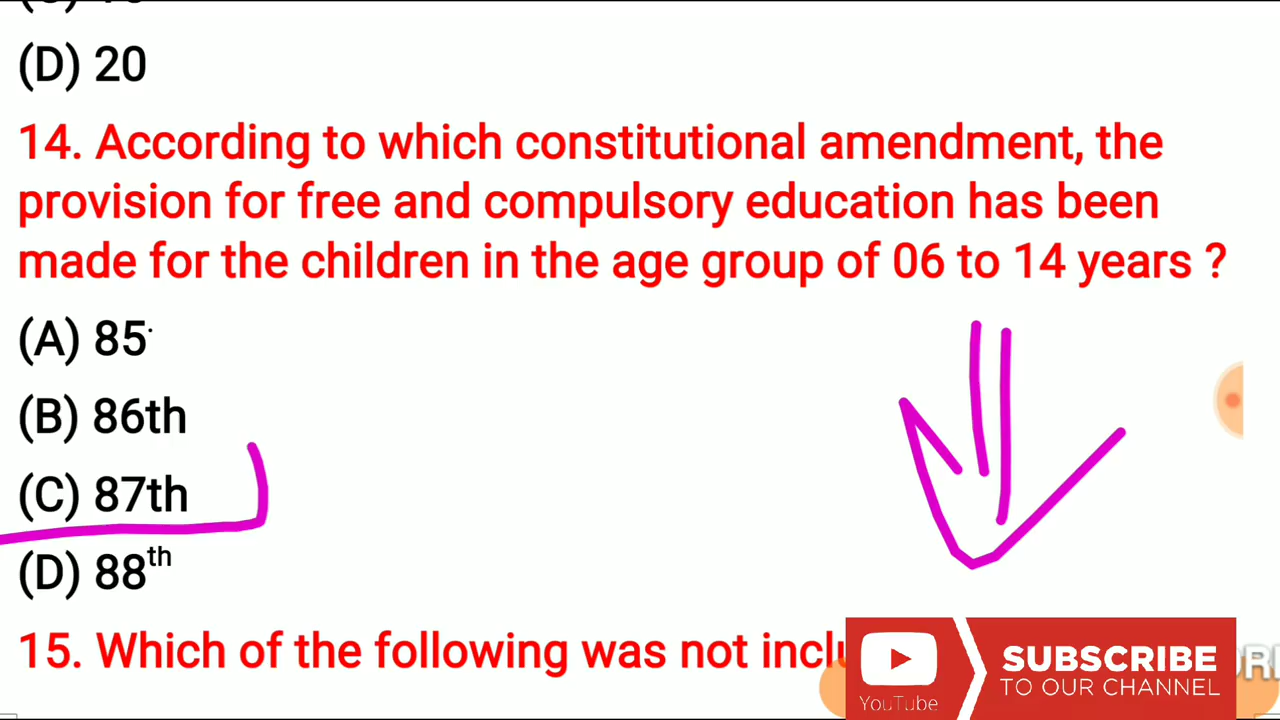 (D) 20
14. According to which constitutional amendment, the
provision for free and compulsory education has been
made for the children in the age group of 06 to 14 years ?
(A) 85
(B) 86th
(C) 87th
(D) 88th
15. Which of the following was not
YouTube
SUBSCRIBE
TO OUR CHANNEL